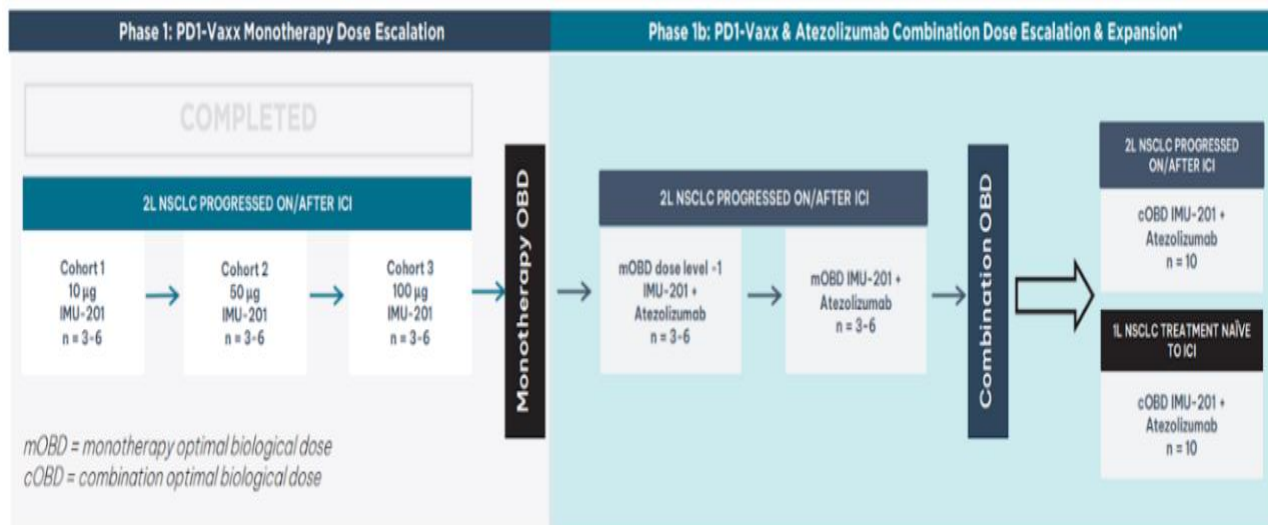 Phase 1: PD1-Vaxx Monotherapy Dose Escalation
COMPLETED
2L NSCLC PROGRESSED ON/AFTER ICI
Cohort 1
10 µg
IMU-201
n = 3-6
Cohort 2
50 µg
IMU-201
n = 3-6
Cohort 3
100 µg
IMU-201
n = 3-6
mOBD = monotherapy optimal biological dose
cOBD = combination optimal biological dose
Monotherapy OBD
Phase 1b: PD1-Vaxx & Atezolizumab Combination Dose Escalation & Expansion*
2L NSCLC PROGRESSED ON/AFTER ICI
mOBD dose level -1
IMU-201 +
Atezolizumab
n = 3-6
mOBD IMU-201 +
Atezolizumab
n = 3-6
Combination OBD
2L NSCLC PROGRESSED
ON/AFTER ICI
cOBD IMU-201 +
Atezolizumab
n = 10
1L NSCLC TREATMENT NAÏVE
TO ICI
cOBD IMU-201 +
Atezolizumab
n = 10